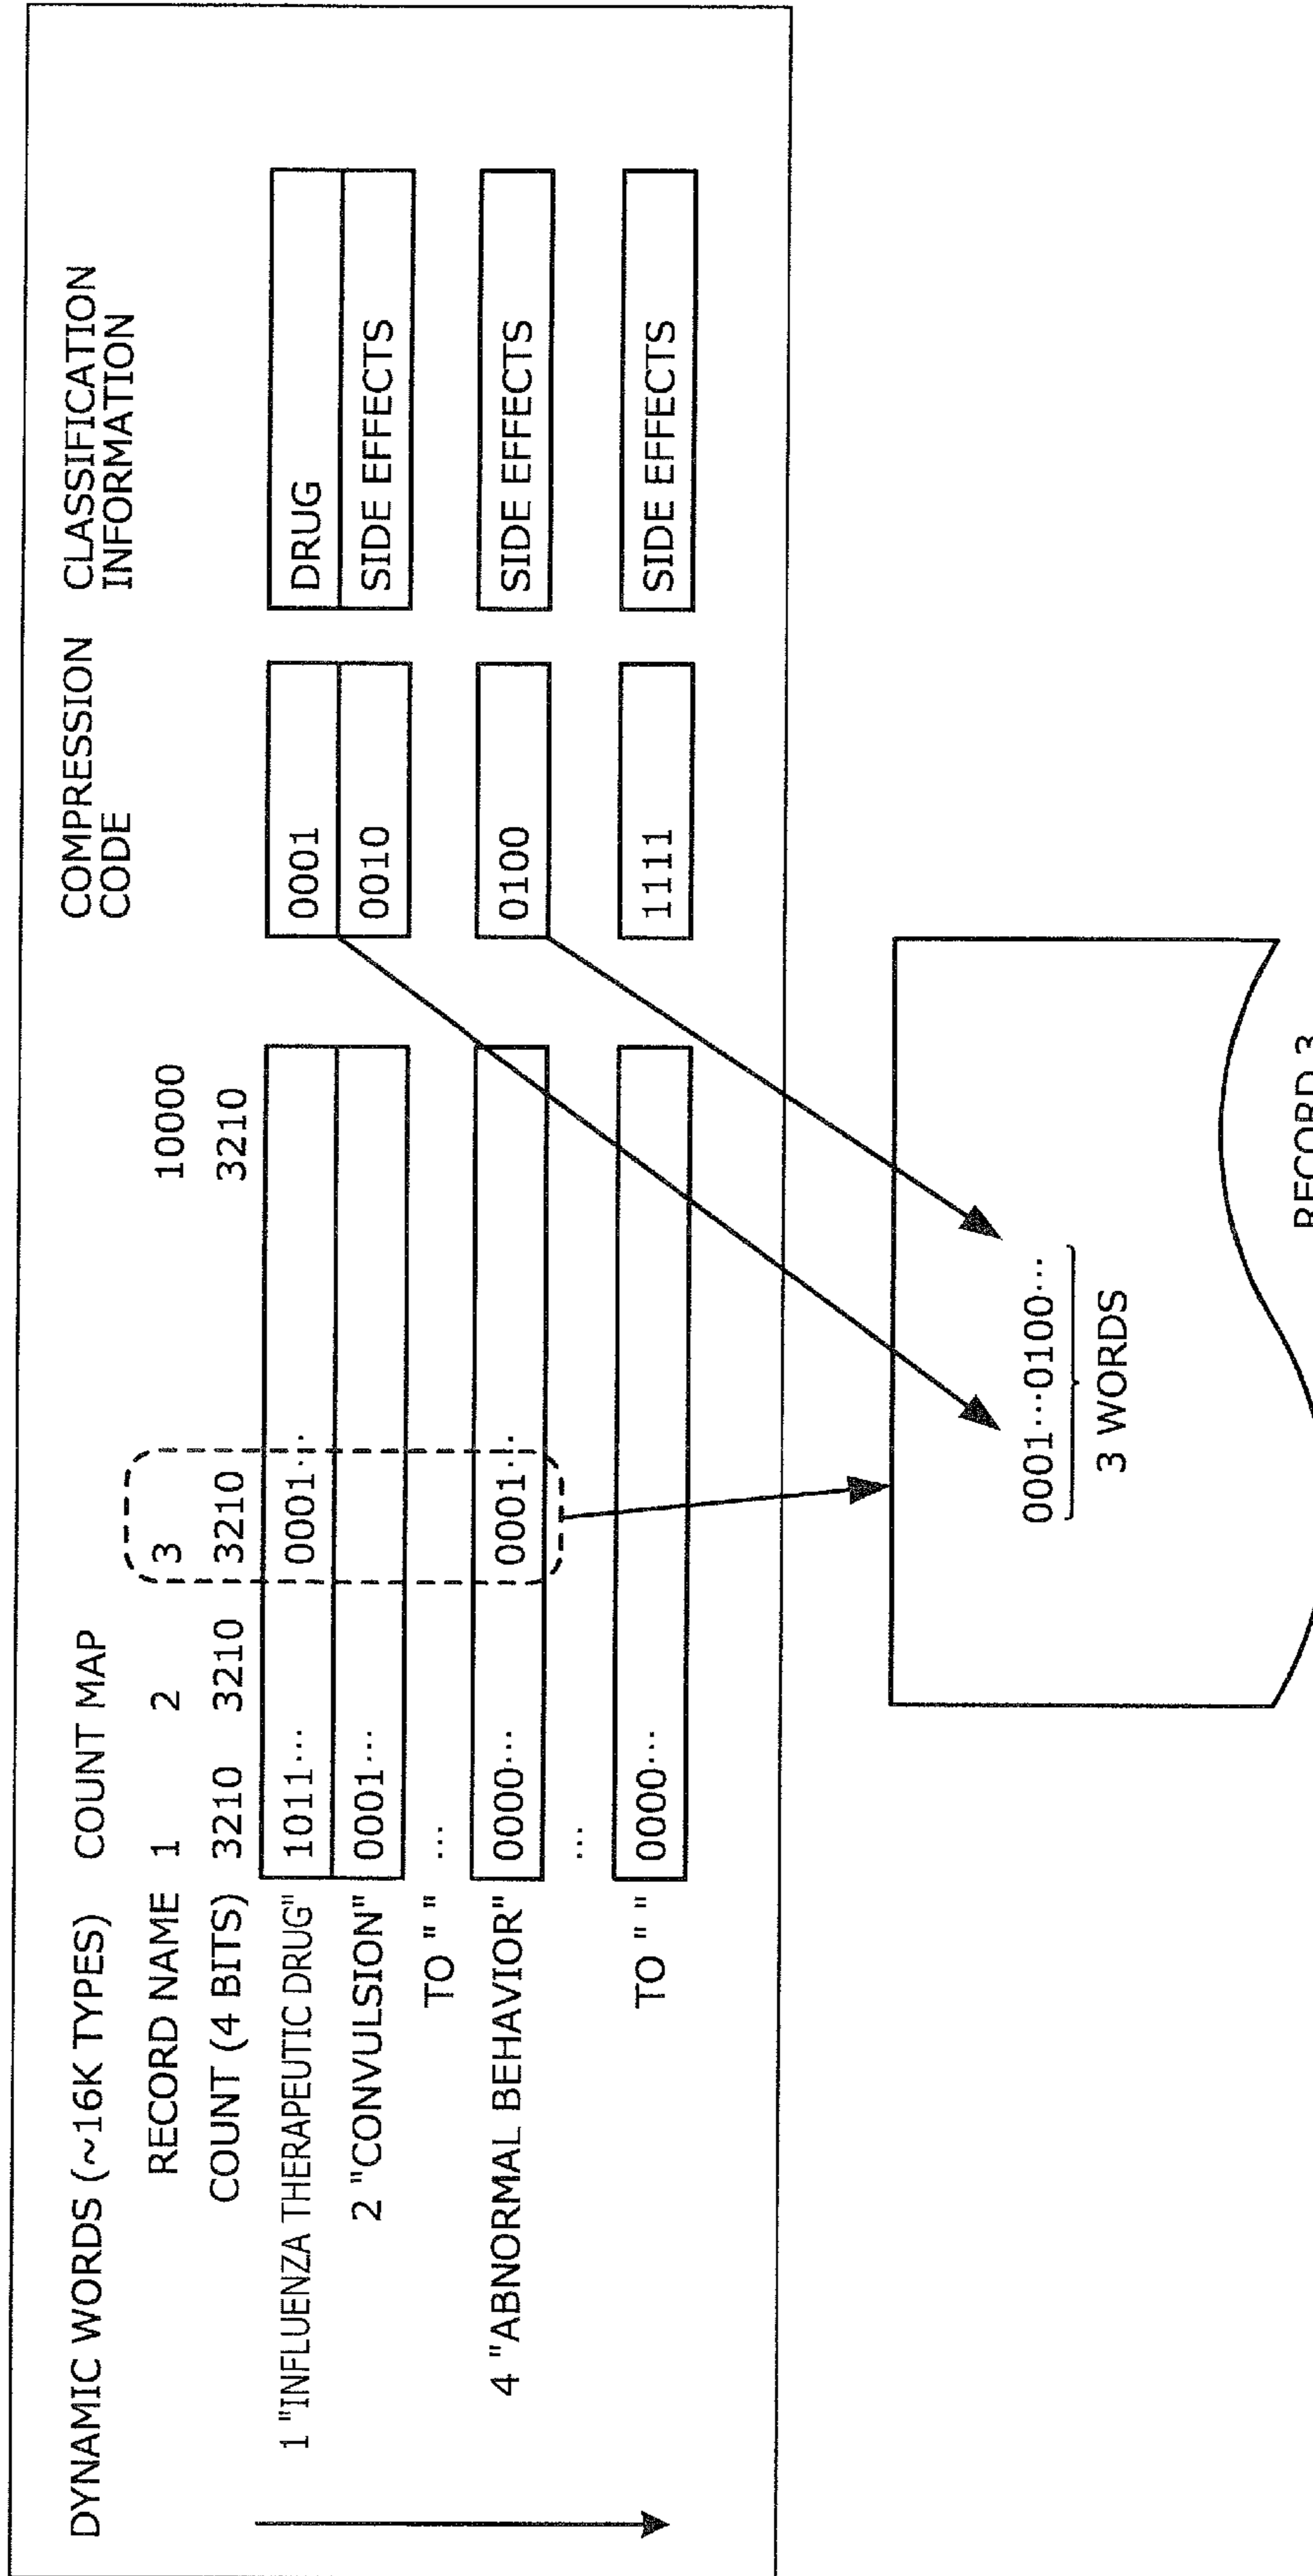 DYNAMIC WORDS (~16K TYPES) COUNT MAP COMPRESSION CODE CLASSIFICATION INFORMATION
RECORD NAME 1 2 3 10000
COUNT (4 BITS) 3210 3210 3210 3210
1 "INFLUENZA THERAPEUTIC DRUG" 1011··· 0001··· 0001 DRUG
2 "CONVULSION" 0001··· 0010 SIDE EFFECTS
TO " " ···
4 "ABNORMAL BEHAVIOR" 0000··· 0001··· 0100 SIDE EFFECTS
···
TO " " 0000··· 1111 SIDE EFFECTS
0001···0100···
3 WORDS
RECORD 3